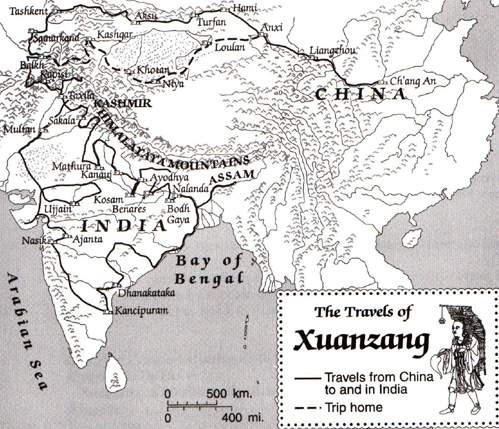 Tashkent
Aksu
Turfan
Hami
Anxi
Samarkand
Kashgar
Loulan
Liangzhou
Balkh
Kapisi
Khotan
Niya
Ch'ang An
CHINA
Taxila
KASHMIR
Sakala
Multan
HIMALAYAYA MOUNTAINS
Mathura
Kanauj
Ayodhya
ASSAM
Nalanda
Ujjain
Kosam
Benares
Bodh
Gaya
INDIA
Nasik
Ajanta
Bay of
Bengal
Arabian Sea
Dhanakataka
Kancipuram
0 500 km.
0 400 mi.
The Travels of
Xuanzang
Travels from China
to and in India
Trip home